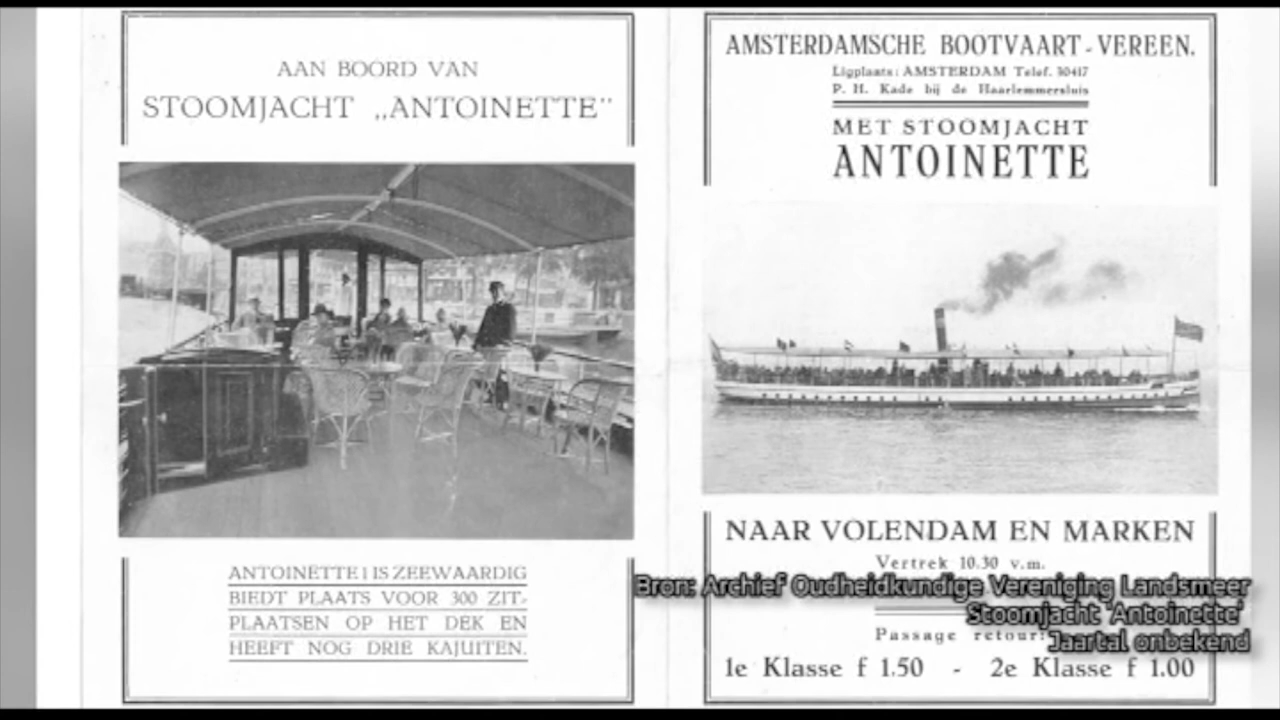 AAN BOORD VAN
STOOMJACHT „ANTOINETTE"
ANTOINETTE I IS ZEEWAARDIG
BIEDT PLAATS VOOR 300 ZIT-
PLAATSEN OP HET DEK EN
HEEFT NOG DRIE KAJUITEN.
AMSTERDAMSCHE BOOTVAART-VEREEN.
Ligplaats: AMSTERDAM Telef. 30417
P. H. Kade bij de Haarlemmersluis
MET STOOMJACHT
ANTOINETTE
NAAR VOLENDAM EN MARKEN
Vertrek 10.30 v.m.
Bron: Archief Oudheidkundige Vereniging Landsmeer
Stoomjacht 'Antoinette'
Jaartal onbekend
Passage retour:
1e Klasse f 1.50 - 2e Klasse f 1.00